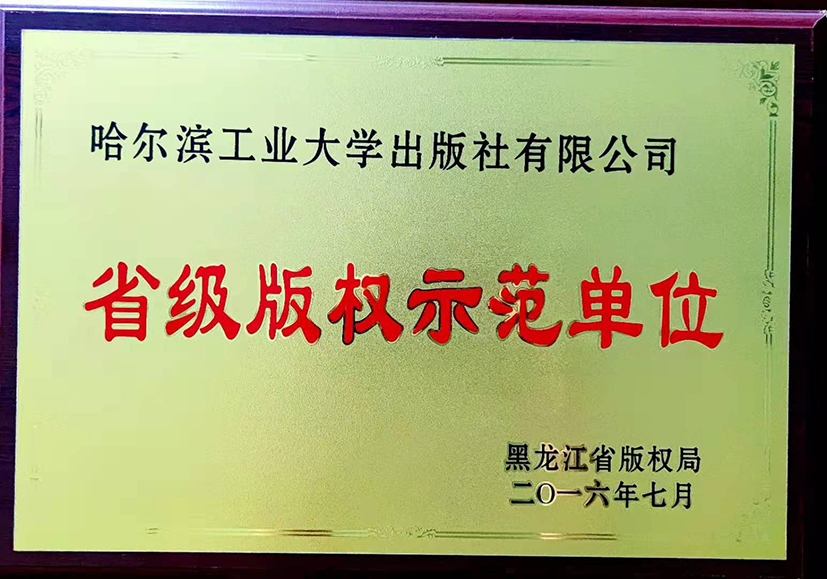 哈尔滨工业大学出版社有限公司
省级版权示范单位
黑龙江省版权局
二〇一六年七月